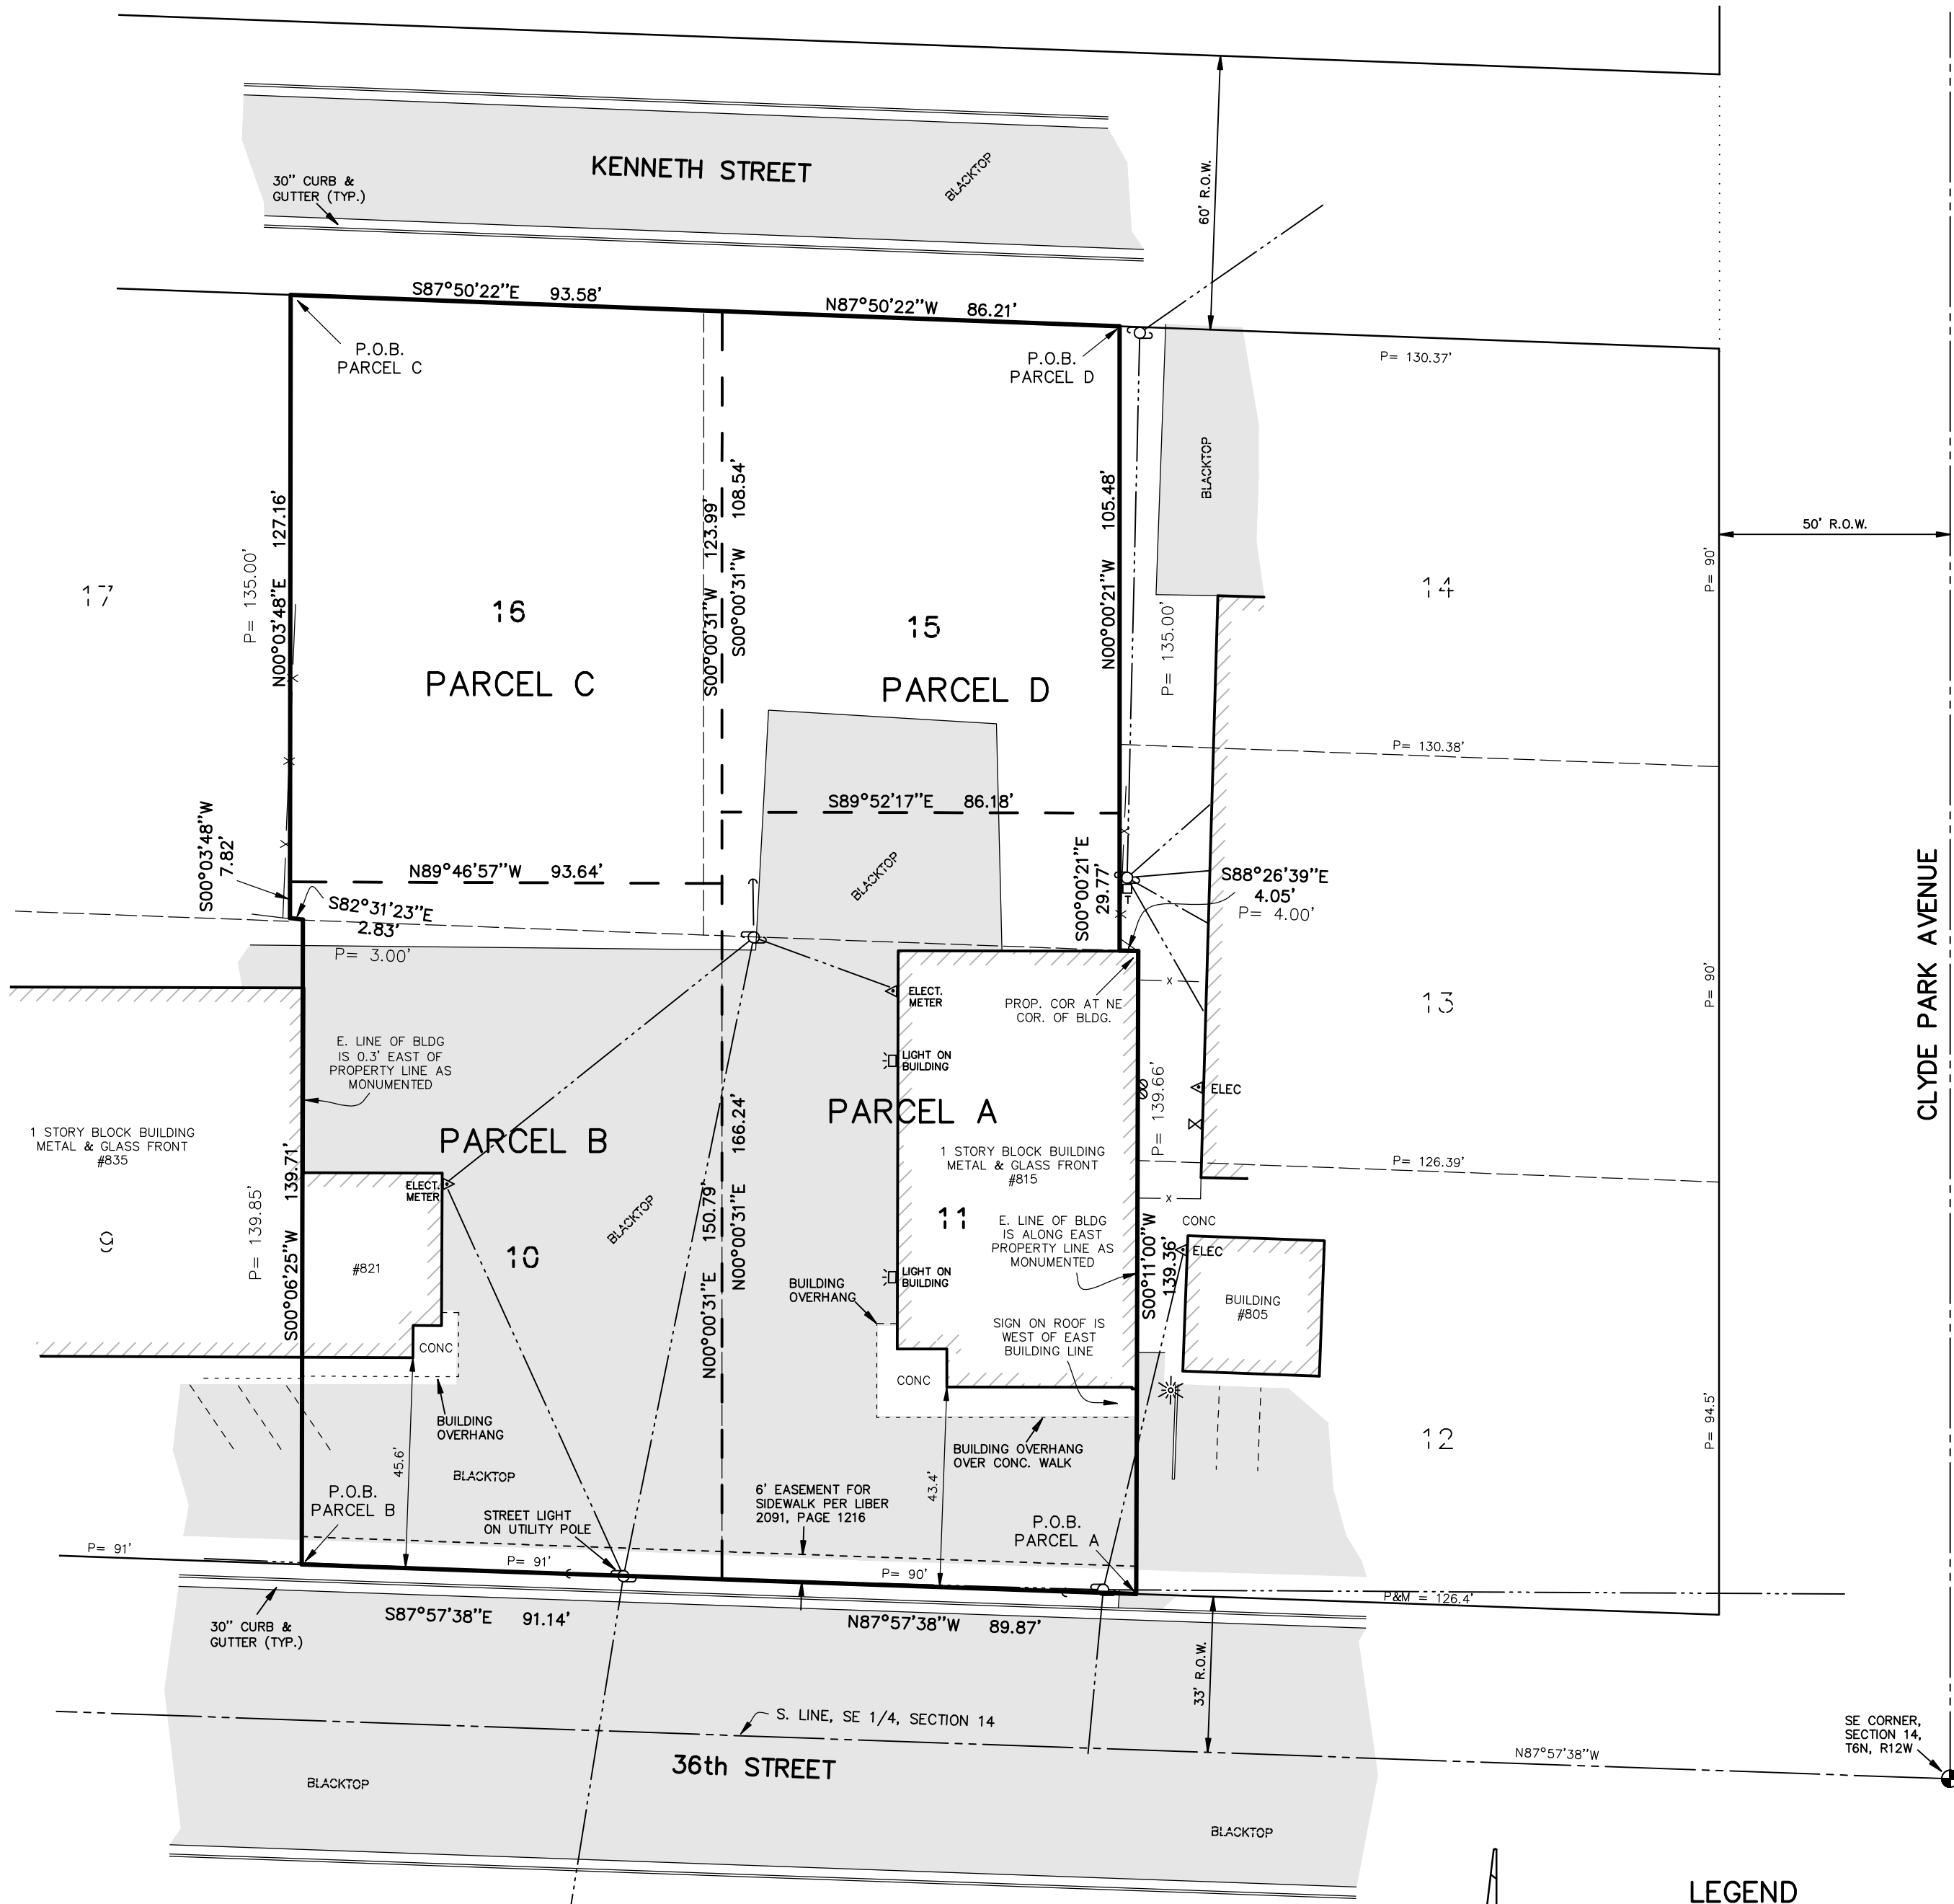 KENNETH STREET
BLACKTOP
30" CURB &
GUTTER (TYP.)
60' R.O.W.
S87°50'22"E 93.58'
N87°50'22"W 86.21'
P.O.B.
PARCEL C
P.O.B.
PARCEL D
P= 130.37'
BLACKTOP
50' R.O.W.
P= 90'
17
P= 135.00'
N00°03'48"E 127.16'
16
PARCEL C
S00°00'31"W 123.99'
S00°00'31"W 108.54'
15
PARCEL D
N00°00'21"W 105.48'
P= 135.00'
14
P= 130.38'
S89°52'17"E 86.18'
BLACKTOP
S00°03'48"W
7.82'
N89°46'57"W 93.64'
S82°31'23"E
2.83'
P= 3.00'
S00°00'21"E
29.77'
T
S88°26'39"E
4.05'
P= 4.00'
CLYDE PARK AVENUE
ELECT.
METER
PROP. COR AT NE
COR. OF BLDG.
x
13
P= 90'
E. LINE OF BLDG
IS 0.3' EAST OF
PROPERTY LINE AS
MONUMENTED
LIGHT ON
BUILDING
ELEC
PARCEL B
PARCEL A
P= 139.66'
1 STORY BLOCK BUILDING
METAL & GLASS FRONT
#835
1 STORY BLOCK BUILDING
METAL & GLASS FRONT
#815
P= 126.39'
ELECT.
METER
N00°00'31"E 150.79'
N00°00'31"E 166.24'
S00°06'25"W 139.71'
P= 139.85'
9
#821
10
BLACKTOP
11
E. LINE OF BLDG
IS ALONG EAST
PROPERTY LINE AS
MONUMENTED
S00°11'00"W
139.36'
x
CONC
ELEC
LIGHT ON
BUILDING
BUILDING
OVERHANG
BUILDING
#805
SIGN ON ROOF IS
WEST OF EAST
BUILDING LINE
CONC
CONC
BUILDING
OVERHANG
BUILDING OVERHANG
OVER CONC. WALK
12
P= 94.5'
45.6'
BLACKTOP
43.4'
P.O.B.
PARCEL B
STREET LIGHT
ON UTILITY POLE
6' EASEMENT FOR
SIDEWALK PER LIBER
2091, PAGE 1216
P.O.B.
PARCEL A
P= 91'
P= 91'
P= 90'
P&M = 126.4'
30" CURB &
GUTTER (TYP.)
S87°57'38"E 91.14'
N87°57'38"W 89.87'
33' R.O.W.
S. LINE, SE 1/4, SECTION 14
N87°57'38"W
SE CORNER,
SECTION 14,
T6N, R12W
36th STREET
BLACKTOP
BLACKTOP
LEGEND